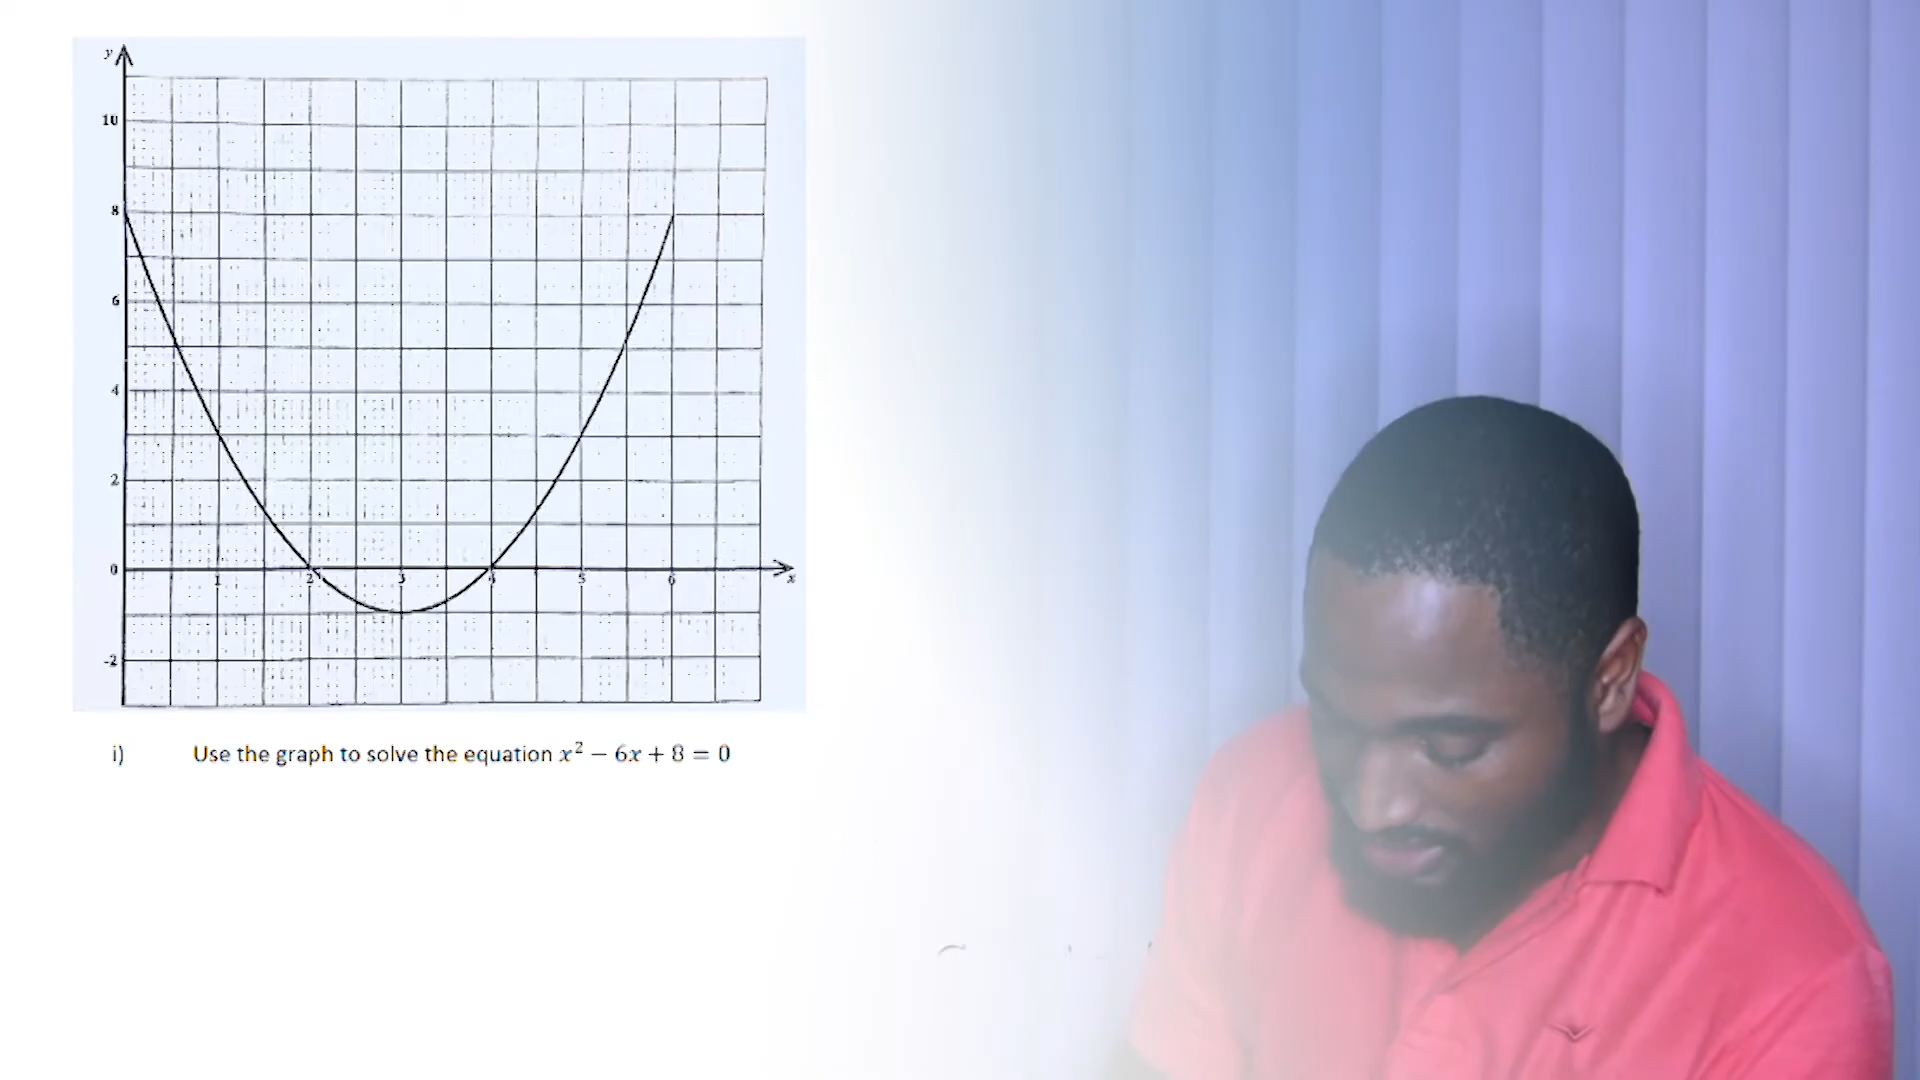 y
10
8
6
4
2
0
1 2 3 4 5 6 x
-2
i) Use the graph to solve the equation x² − 6x + 8 = 0